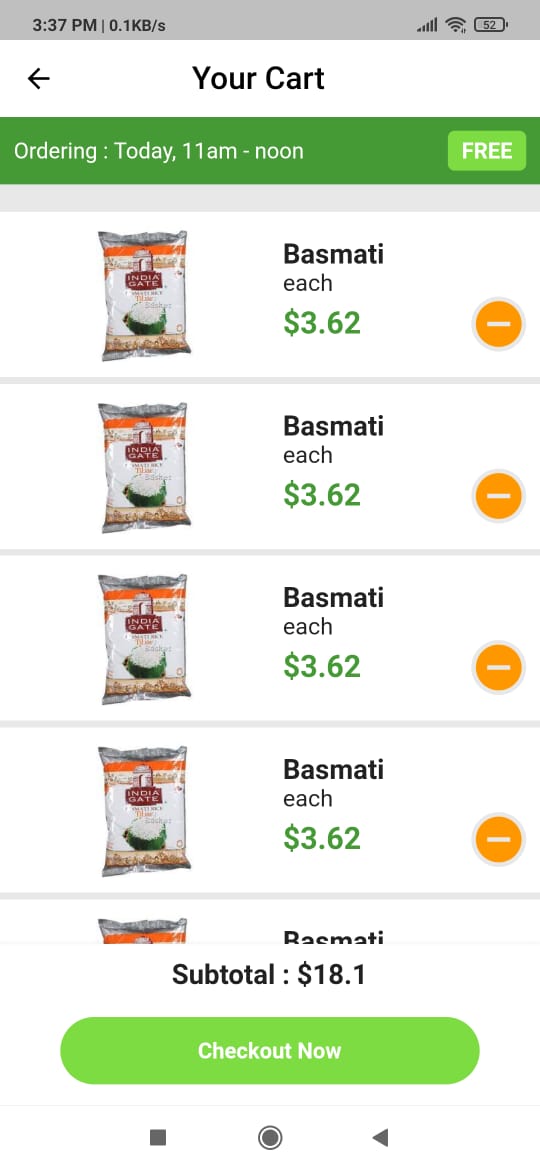 3:37 PM | 0.1KB/s
52
Your Cart
Ordering : Today, 11am - noon
FREE
INDIA
GATE
Basmati
each
$3.62
INDIA
GATE
Basmati
each
$3.62
INDIA
GATE
Basmati
each
$3.62
INDIA
GATE
Basmati
each
$3.62
Basmati
Subtotal : $18.1
Checkout Now